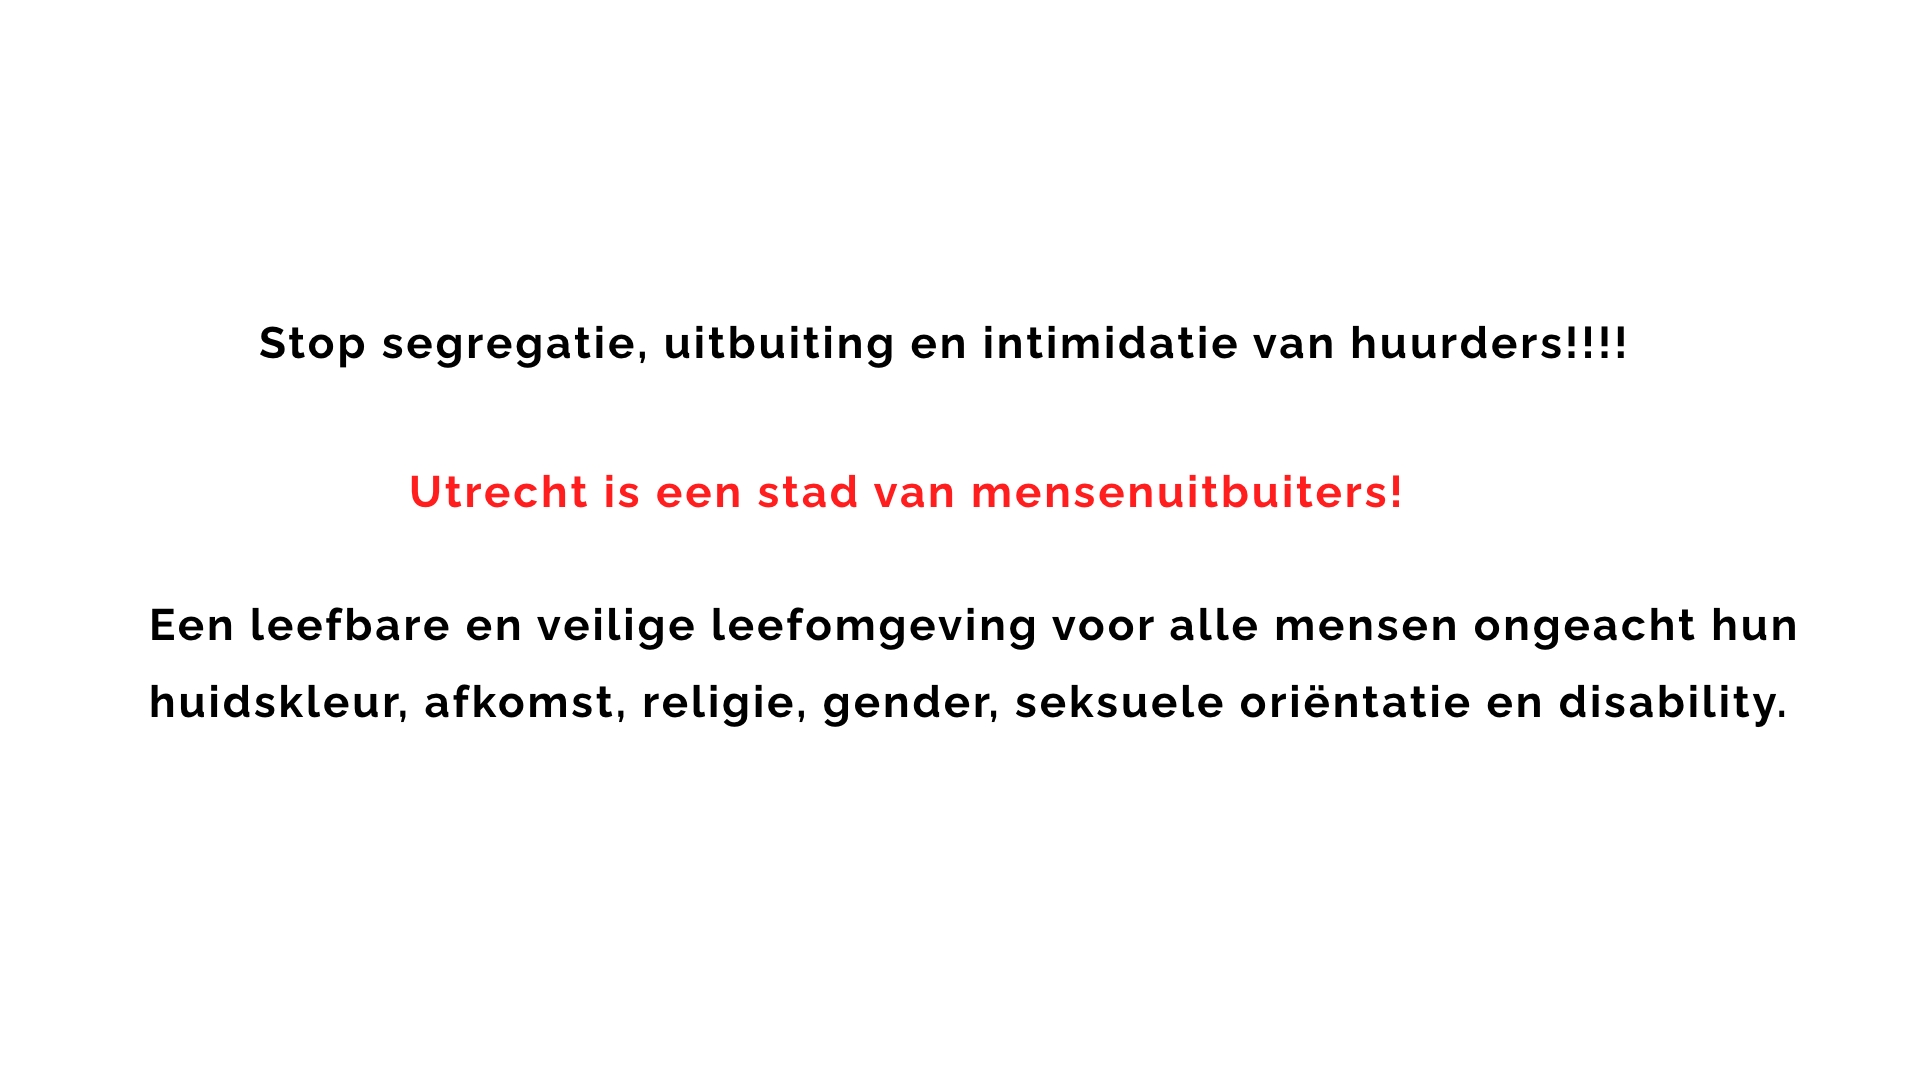 Stop segregatie, uitbuiting en intimidatie van huurders!!!!
Utrecht is een stad van mensenuitbuiters!
Een leefbare en veilige leefomgeving voor alle mensen ongeacht hun
huidskleur, afkomst, religie, gender, seksuele oriëntatie en disability.